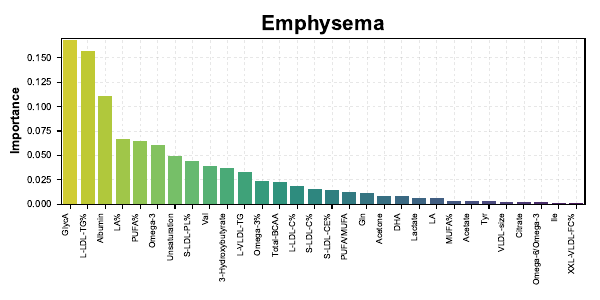 Emphysema
Importance
0.150
0.125
0.100
0.075
0.050
0.025
0.000
GlycA
L-LDL-TG%
Albumin
LA%
PUFA%
Omega-3
Unsaturation
S-LDL-PL%
Val
3-Hydroxybutyrate
L-VLDL-TG
Omega-3%
Total-BCAA
L-LDL-C%
S-LDL-C%
S-LDL-CE%
PUFA/MUFA
Gln
Acetone
DHA
Lactate
LA
MUFA%
Acetate
Tyr
VLDL-size
Citrate
Omega-6/Omega-3
Ile
XXL-VLDL-FC%